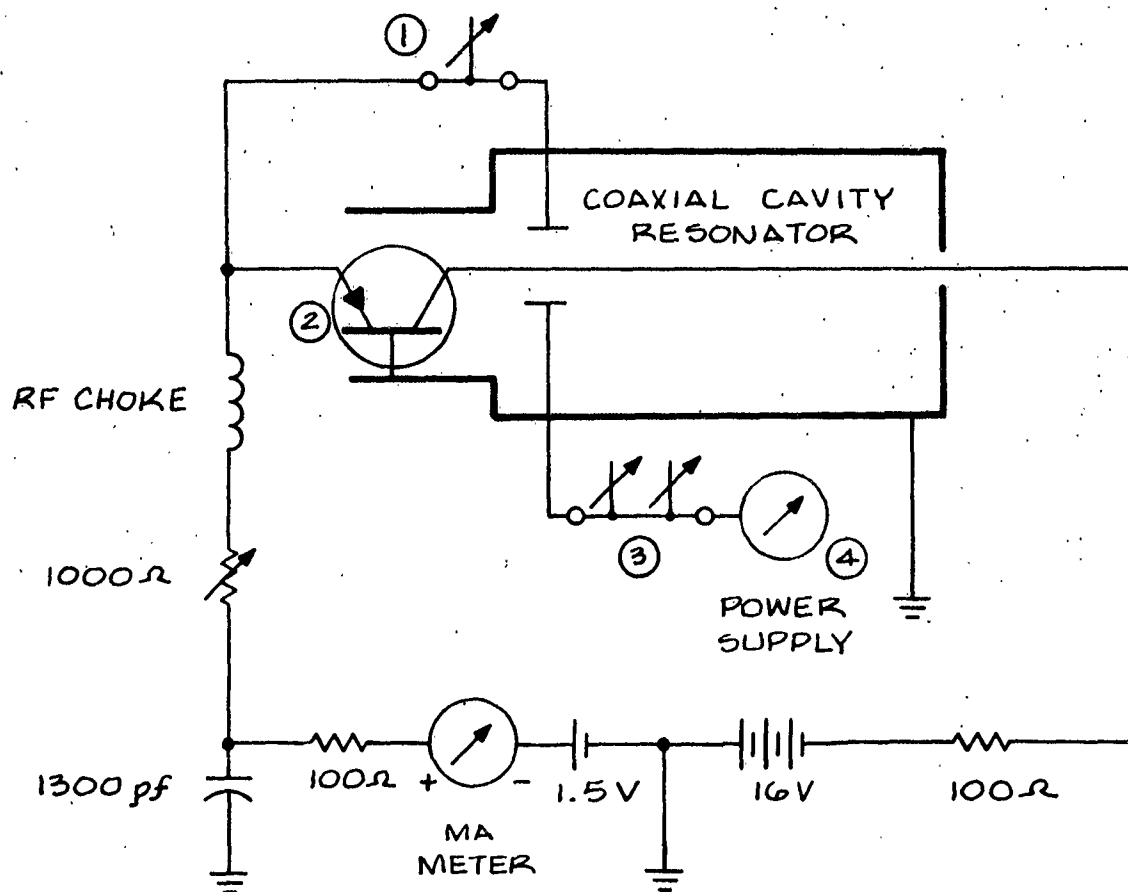 1
COAXIAL CAVITY
RESONATOR
2
RF CHOKE
3
4
1000Ω
POWER
SUPPLY
1300 pf
100Ω
+
-
1.5V
16V
100Ω
MA
METER